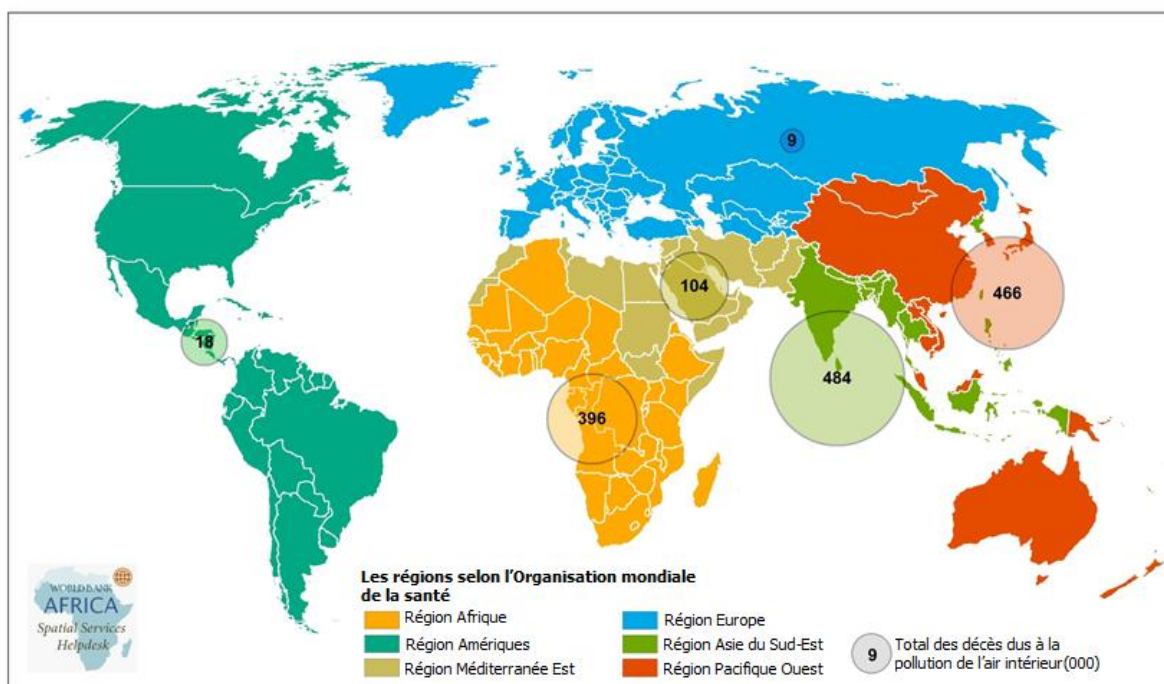 9
104
466
18
484
396
WORLD BANK
AFRICA
Spatial Services
Helpdesk
Les régions selon l’Organisation mondiale
de la santé
Région Afrique
Région Amériques
Région Méditerranée Est
Région Europe
Région Asie du Sud-Est
Région Pacifique Ouest
9
Total des décès dus à la
pollution de l’air intérieur(000)